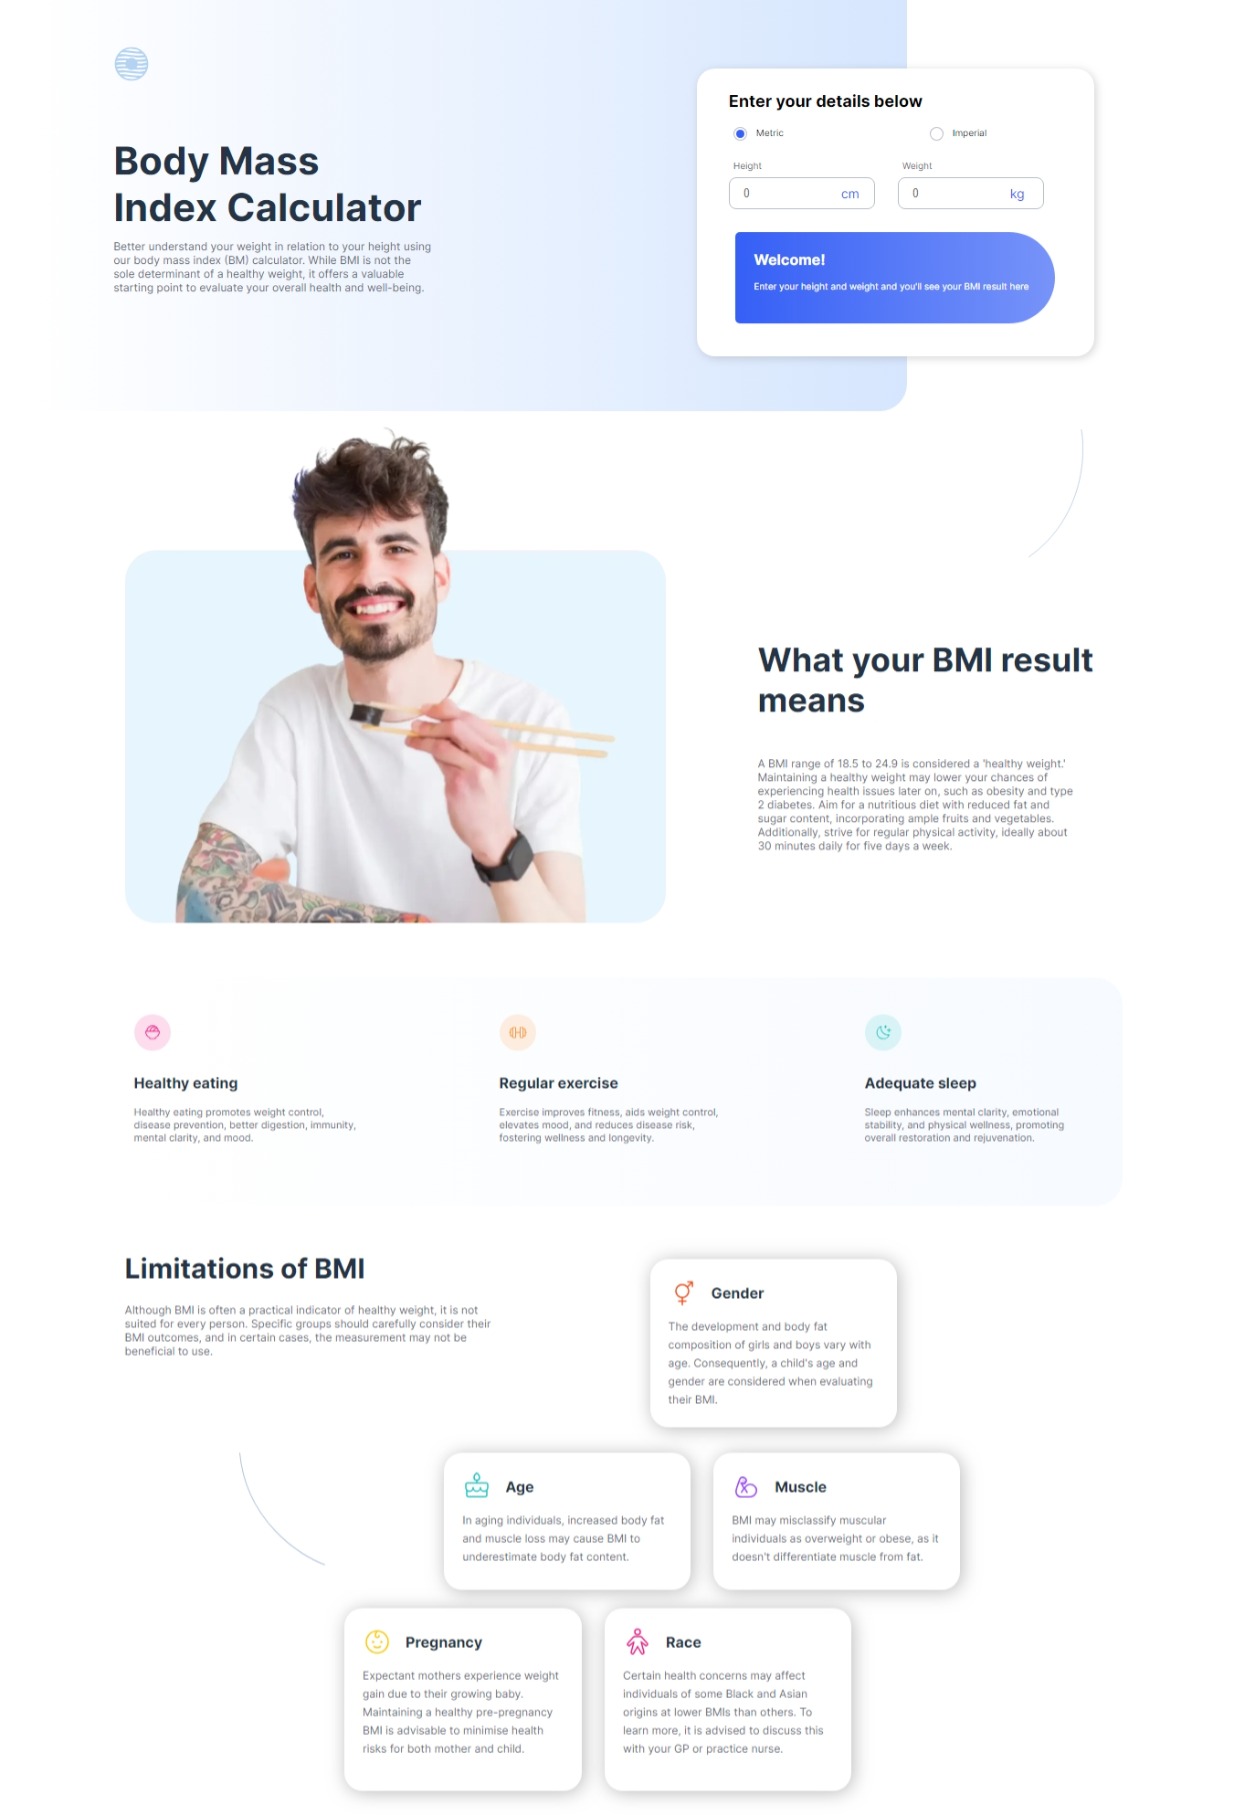 Body Mass
Index Calculator
Better understand your weight in relation to your height using
our body mass index (BM) calculator. While BMI is not the
sole determinant of a healthy weight, it offers a valuable
starting point to evaluate your overall health and well-being.
Enter your details below
Metric
Imperial
Height
Weight
0 cm
0 kg
Welcome!
Enter your height and weight and you'll see your BMI result here
What your BMI result
means
A BMI range of 18.5 to 24.9 is considered a 'healthy weight.'
Maintaining a healthy weight may lower your chances of
experiencing health issues later on, such as obesity and type
2 diabetes. Aim for a nutritious diet with reduced fat and
sugar content, incorporating ample fruits and vegetables.
Additionally, strive for regular physical activity, ideally about
30 minutes daily for five days a week.
Healthy eating
Healthy eating promotes weight control,
disease prevention, better digestion, immunity,
mental clarity, and mood.
Regular exercise
Exercise improves fitness, aids weight control,
elevates mood, and reduces disease risk,
fostering wellness and longevity.
Adequate sleep
Sleep enhances mental clarity, emotional
stability, and physical wellness, promoting
overall restoration and rejuvenation.
Limitations of BMI
Although BMI is often a practical indicator of healthy weight, it is not
suited for every person. Specific groups should carefully consider their
BMI outcomes, and in certain cases, the measurement may not be
beneficial to use.
Gender
The development and body fat
composition of girls and boys vary with
age. Consequently, a child's age and
gender are considered when evaluating
their BMI.
Age
In aging individuals, increased body fat
and muscle loss may cause BMI to
underestimate body fat content.
Muscle
BMI may misclassify muscular
individuals as overweight or obese, as it
doesn't differentiate muscle from fat.
Pregnancy
Expectant mothers experience weight
gain due to their growing baby.
Maintaining a healthy pre-pregnancy
BMI is advisable to minimise health
risks for both mother and child.
Race
Certain health concerns may affect
individuals of some Black and Asian
origins at lower BMIs than others. To
learn more, it is advised to discuss this
with your GP or practice nurse.